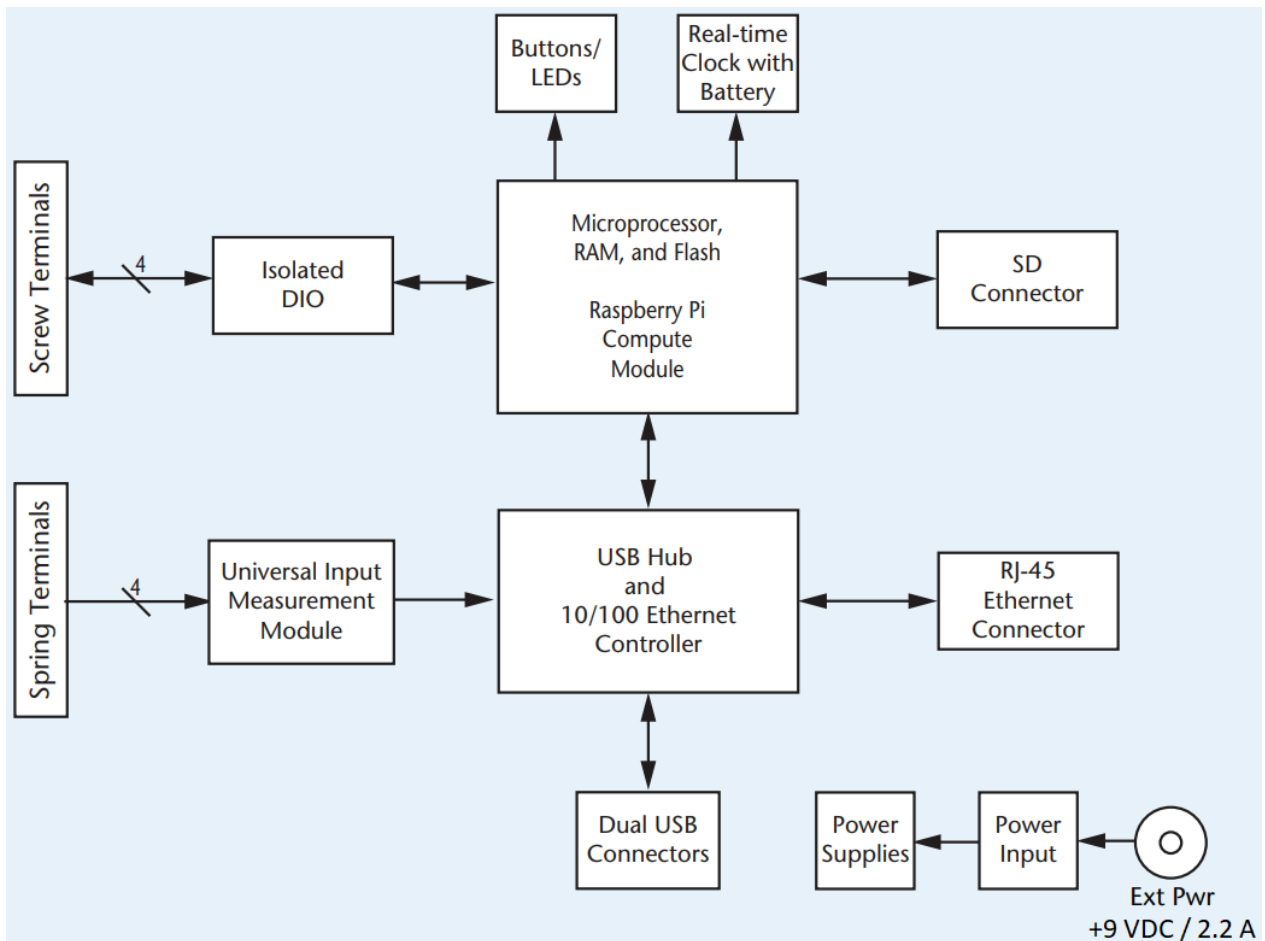 Buttons/
LEDs
Real-time
Clock with
Battery
Screw Terminals
4
Isolated
DIO
Microprocessor,
RAM, and Flash
Raspberry Pi
Compute
Module
SD
Connector
Spring Terminals
4
Universal Input
Measurement
Module
USB Hub
and
10/100 Ethernet
Controller
RJ-45
Ethernet
Connector
Dual USB
Connectors
Power
Supplies
Power
Input
Ext Pwr
+9 VDC / 2.2 A